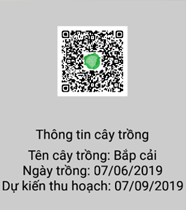 Thông tin cây trồng
Tên cây trồng: Bắp cải
Ngày trồng: 07/06/2019
Dự kiến thu hoạch: 07/09/2019